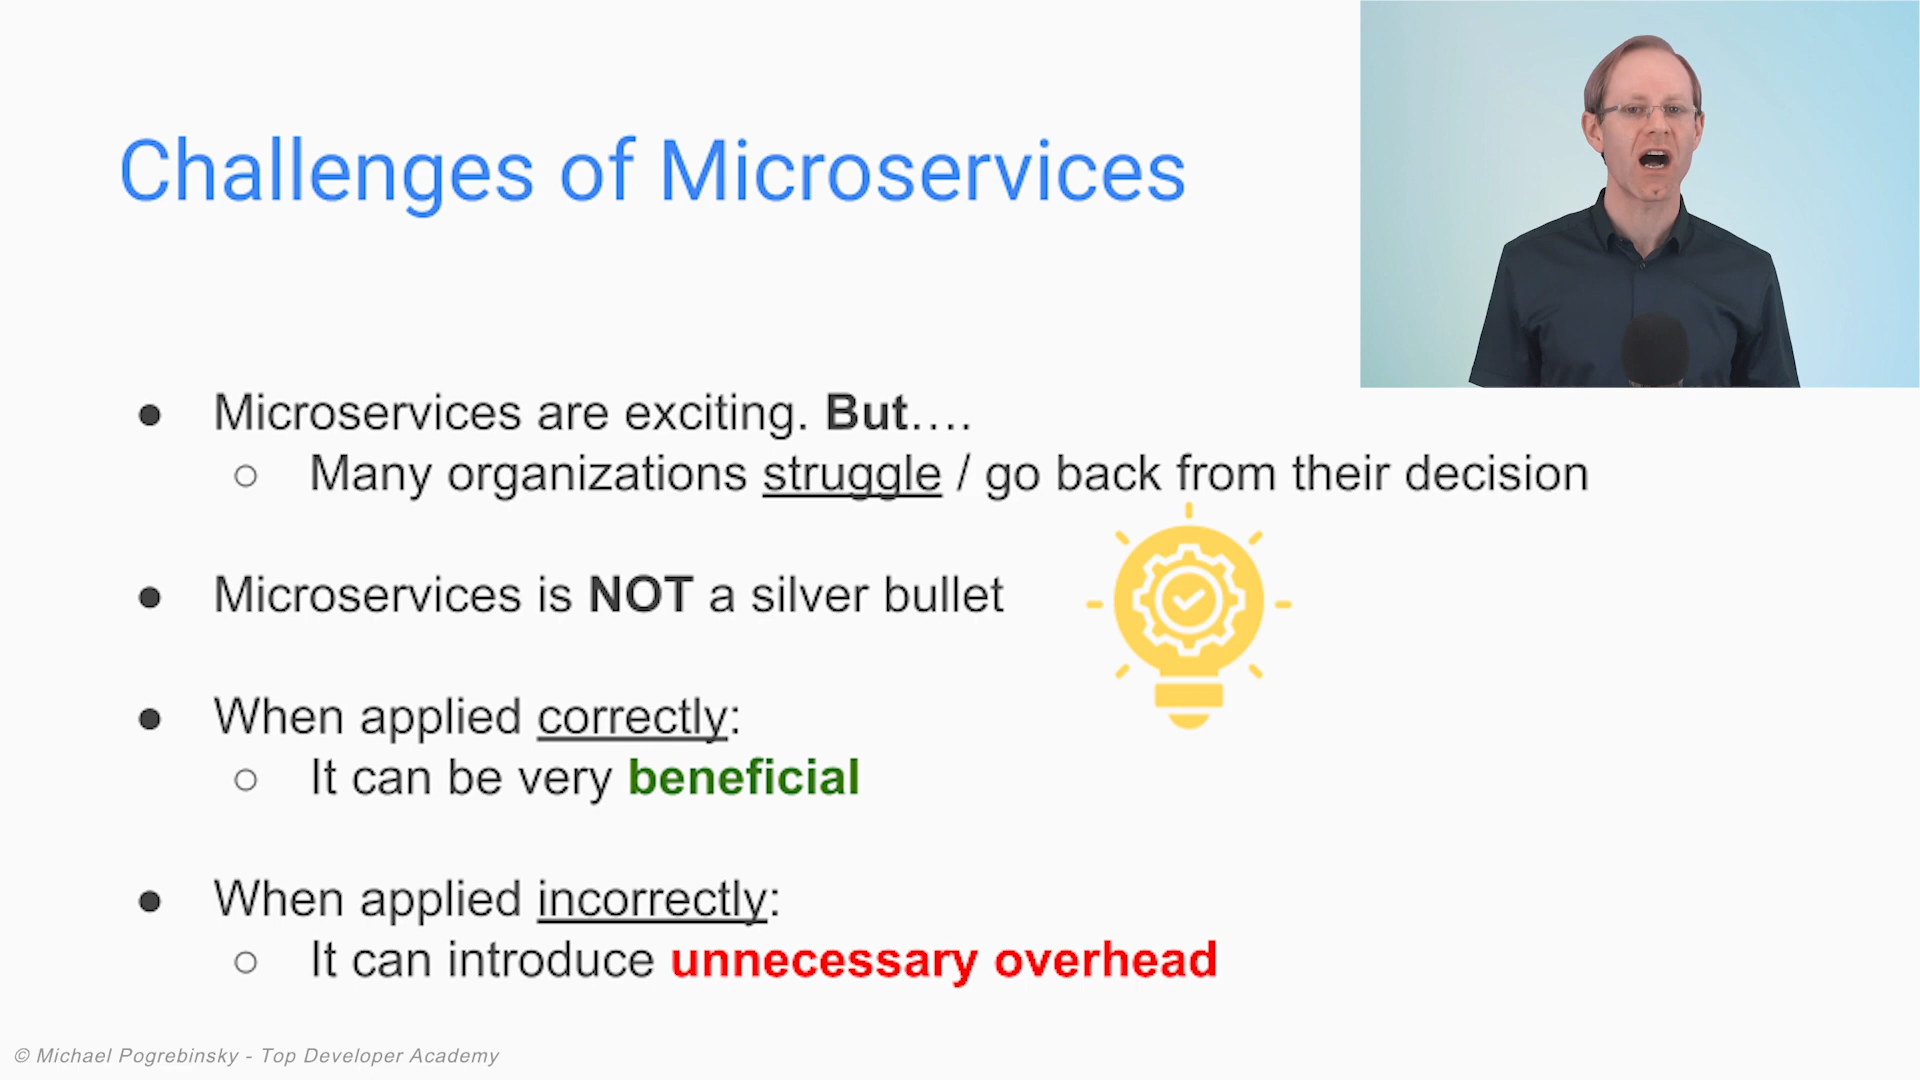 Challenges of Microservices
● Microservices are exciting. But....
○ Many organizations struggle / go back from their decision
● Microservices is NOT a silver bullet
● When applied correctly:
○ It can be very beneficial
● When applied incorrectly:
○ It can introduce unnecessary overhead
© Michael Pogrebinsky - Top Developer Academy